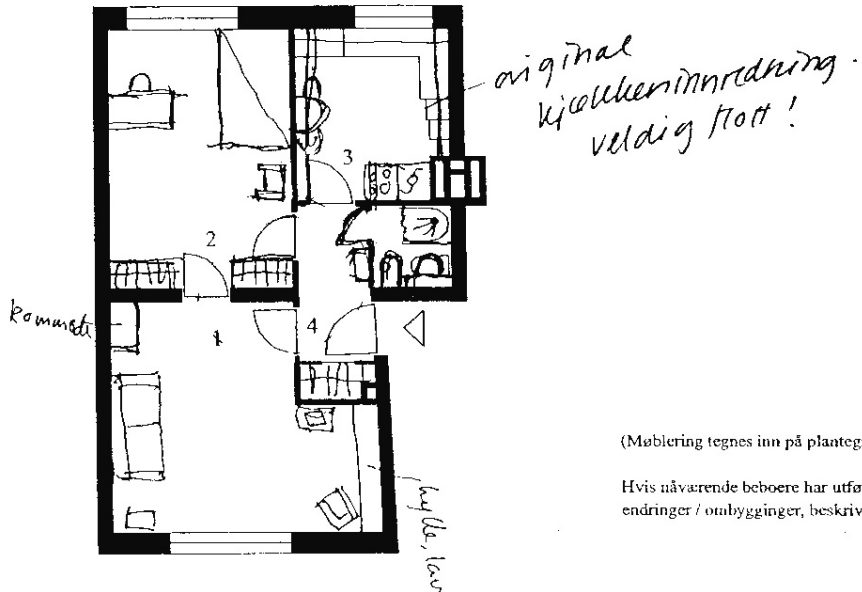 original
kjøkkeninnredning.
veldig flott!
3
2
kommode
1
4
hylle, lav
(Møblering tegnes inn på planteg
Hvis nåværende beboere har utfø
endringer / ombygginger, beskriv